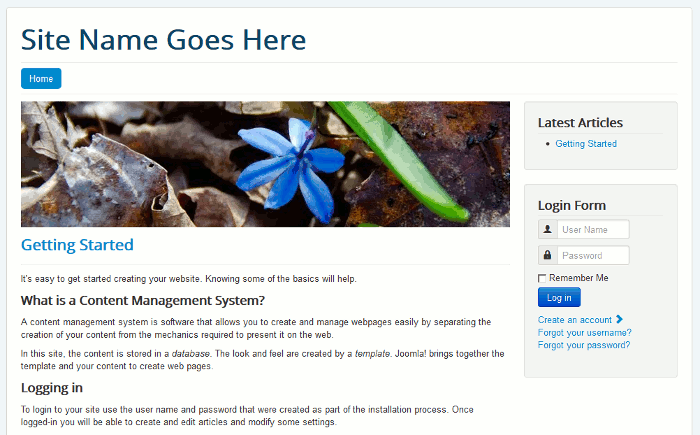 Site Name Goes Here
Home
Getting Started
It's easy to get started creating your website. Knowing some of the basics will help.
What is a Content Management System?
A content management system is software that allows you to create and manage webpages easily by separating the
creation of your content from the mechanics required to present it on the web.
In this site, the content is stored in a database. The look and feel are created by a template. Joomla! brings together the
template and your content to create web pages.
Logging in
To login to your site use the user name and password that were created as part of the installation process. Once
logged-in you will be able to create and edit articles and modify some settings.
Latest Articles
Getting Started
Login Form
User Name
Password
Remember Me
Log in
Create an account
Forgot your username?
Forgot your password?